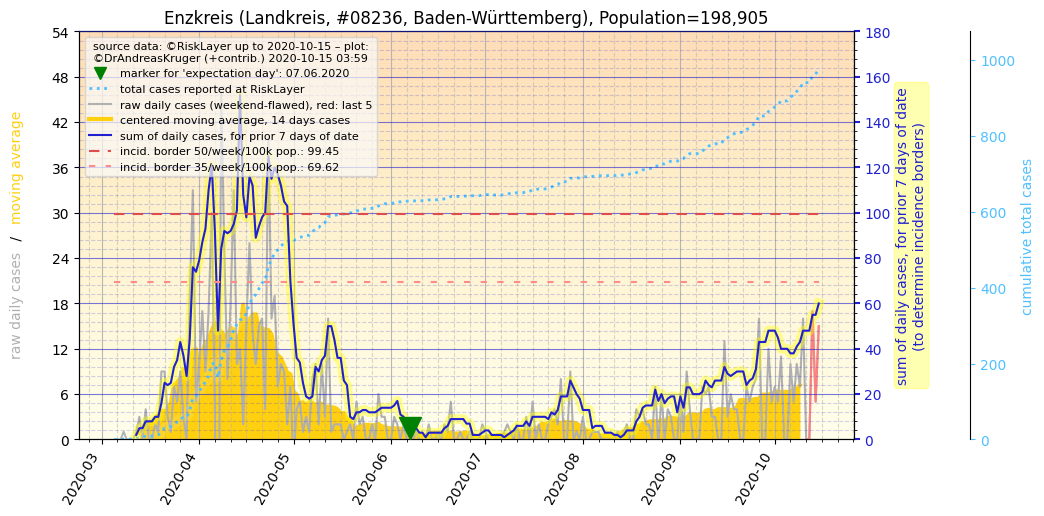 Enzkreis (Landkreis, #08236, Baden-Württemberg), Population=198,905
source data: ©RiskLayer up to 2020-10-15 – plot:
©DrAndreasKruger (+contrib.) 2020-10-15 03:59
marker for 'expectation day': 07.06.2020
total cases reported at RiskLayer
raw daily cases (weekend-flawed), red: last 5
centered moving average, 14 days cases
sum of daily cases, for prior 7 days of date
incid. border 50/week/100k pop.: 99.45
incid. border 35/week/100k pop.: 69.62
raw daily cases / moving average
54
48
42
36
30
24
18
12
6
0
180
160
140
120
100
80
60
40
20
0
sum of daily cases, for prior 7 days of date
(to determine incidence borders)
1000
800
600
400
200
0
cumulative total cases
2020-03
2020-04
2020-05
2020-06
2020-07
2020-08
2020-09
2020-10